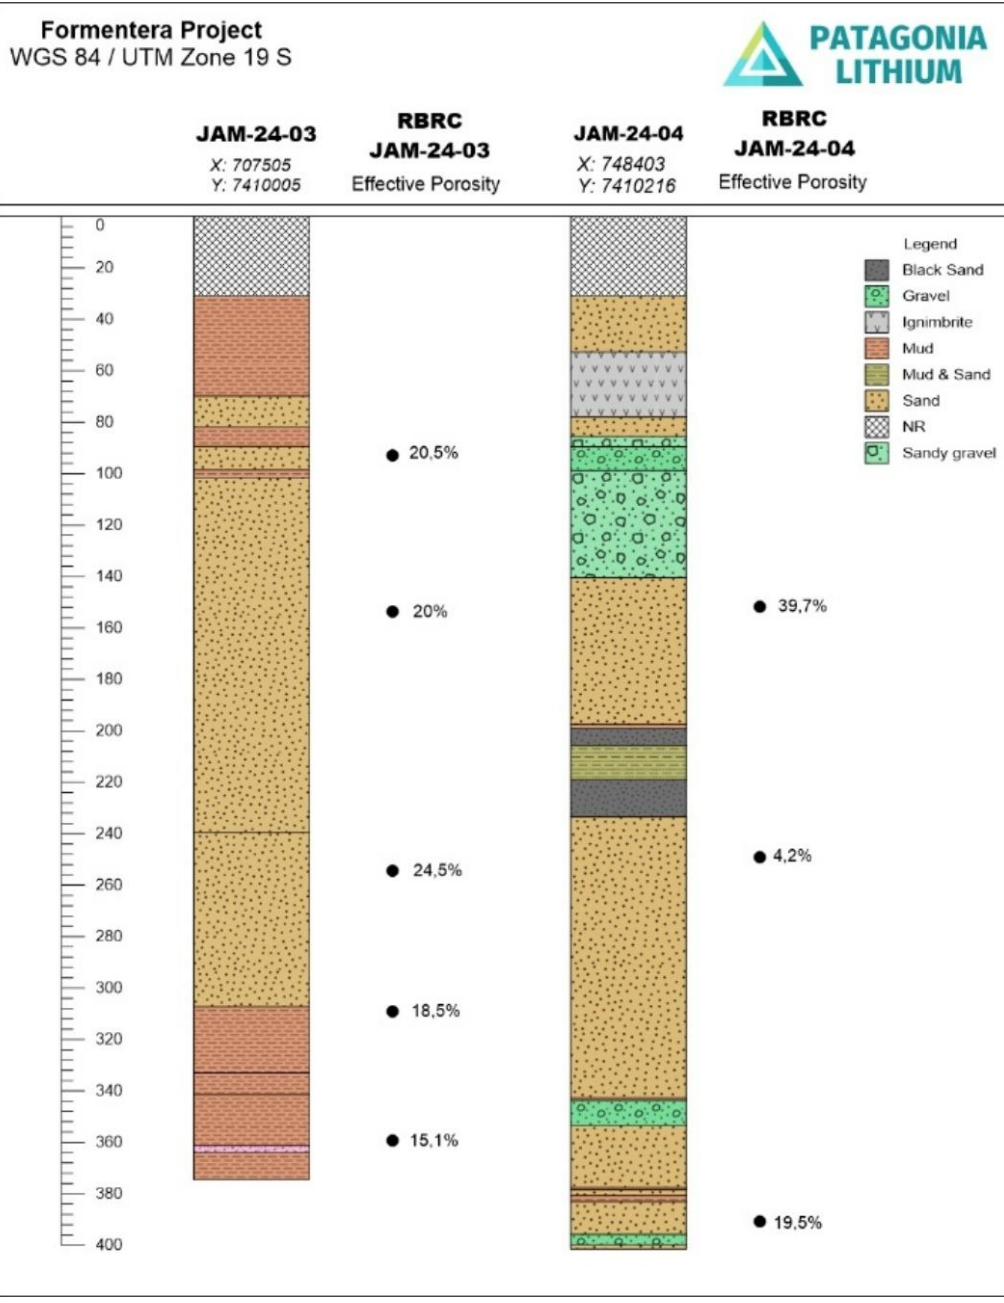 Formentera Project
WGS 84 / UTM Zone 19 S
PATAGONIA
LITHIUM
JAM-24-03
X: 707505
Y: 7410005
RBRC
JAM-24-03
Effective Porosity
JAM-24-04
X: 748403
Y: 7410216
RBRC
JAM-24-04
Effective Porosity
0
20
40
60
80
100
120
140
160
180
200
220
240
260
280
300
320
340
360
380
400
20,5%
20%
24,5%
18,5%
15,1%
39,7%
4,2%
19,5%
Legend
Black Sand
Gravel
Ignimbrite
Mud
Mud & Sand
Sand
NR
Sandy gravel